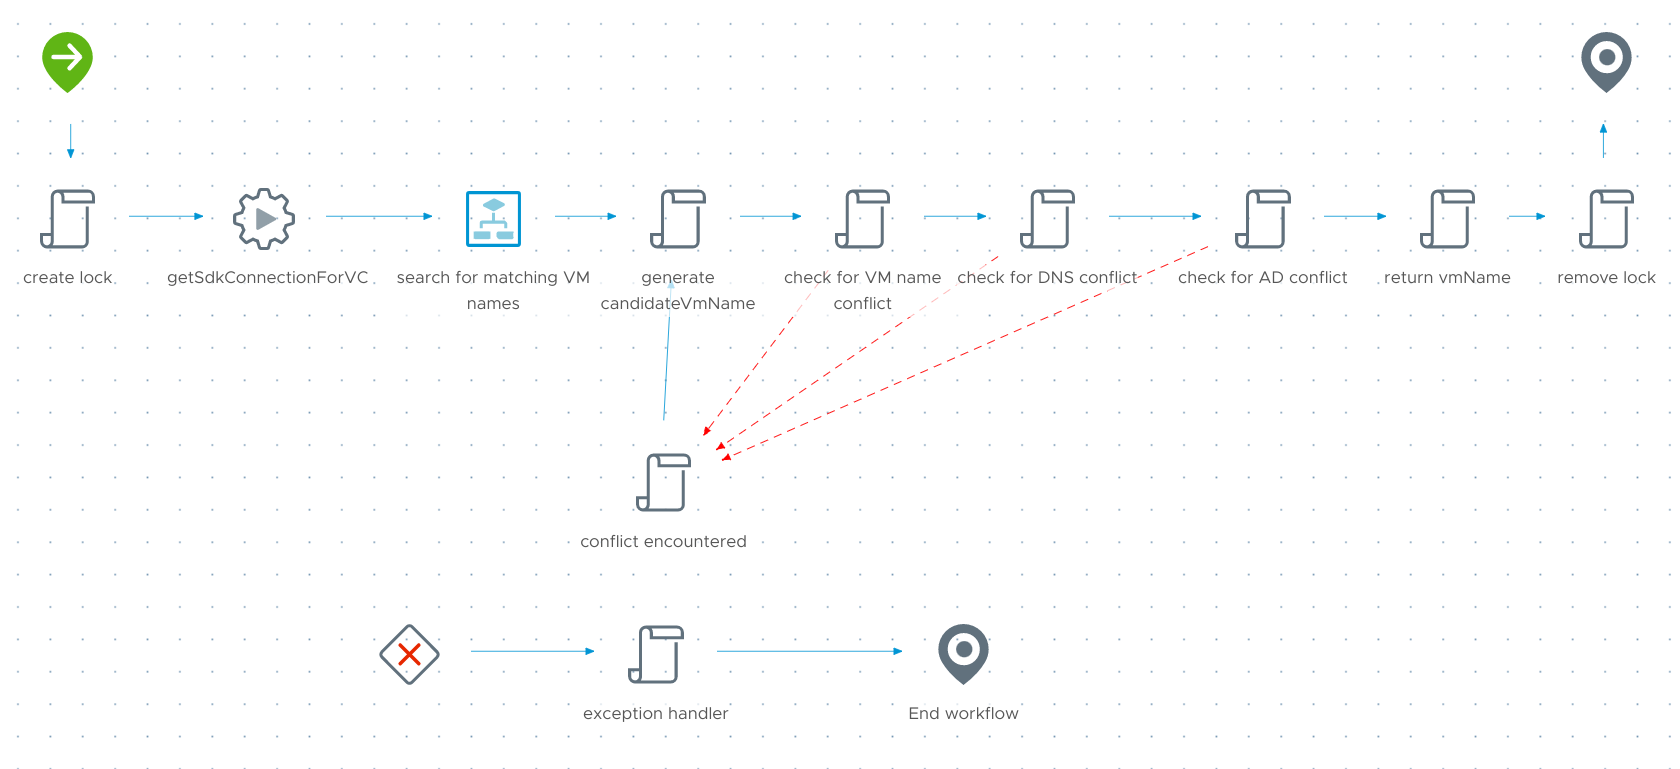 create lock
getSdkConnectionForVC
search for matching VM
names
generate
candidateVmName
check for VM name
conflict
check for DNS conflict
check for AD conflict
return vmName
remove lock
conflict encountered
exception handler
End workflow